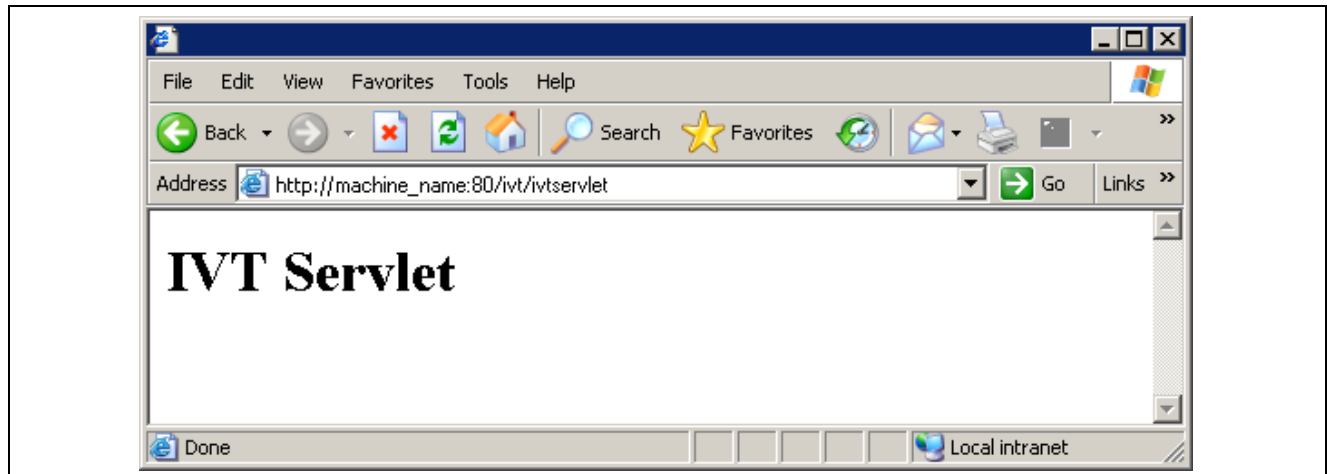 File Edit View Favorites Tools Help
Back Search Favorites »
Address http://machine_name:80/ivt/ivtservlet Go Links »
IVT Servlet
Done Local intranet